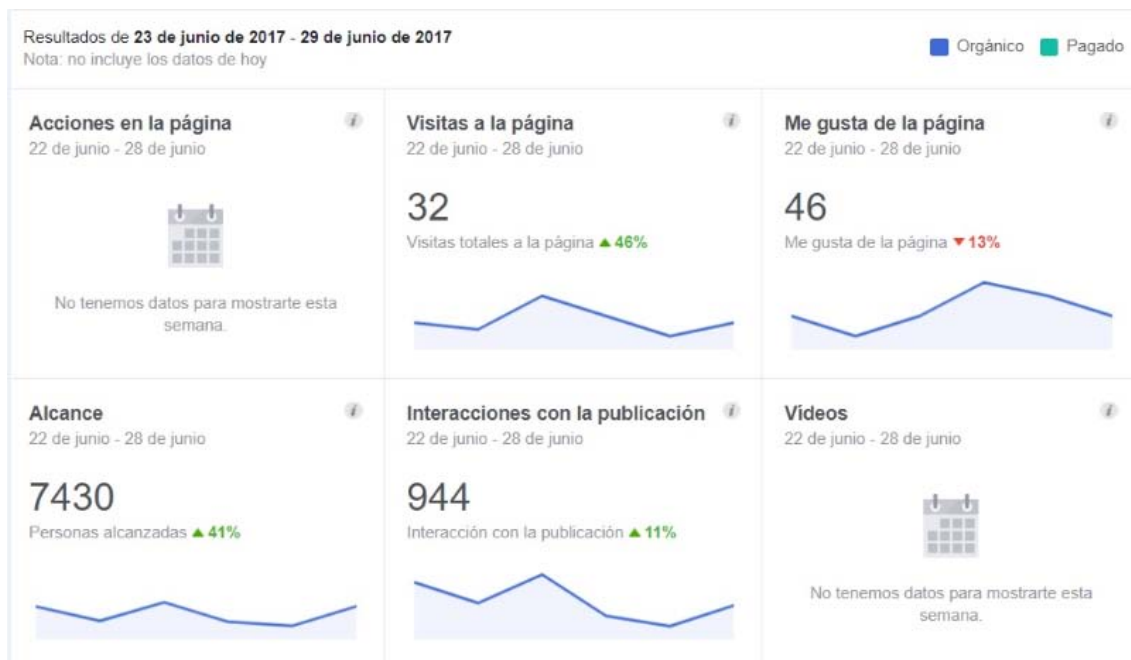 Resultados de 23 de junio de 2017 - 29 de junio de 2017
Nota: no incluye los datos de hoy
Orgánico
Pagado
Acciones en la página
22 de junio - 28 de junio
No tenemos datos para mostrarte esta
semana.
Visitas a la página
22 de junio - 28 de junio
32
Visitas totales a la página ▲ 46%
Me gusta de la página
22 de junio - 28 de junio
46
Me gusta de la página ▼ 13%
Alcance
22 de junio - 28 de junio
7430
Personas alcanzadas ▲ 41%
Interacciones con la publicación
22 de junio - 28 de junio
944
Interacción con la publicación ▲ 11%
Vídeos
22 de junio - 28 de junio
No tenemos datos para mostrarte esta
semana.